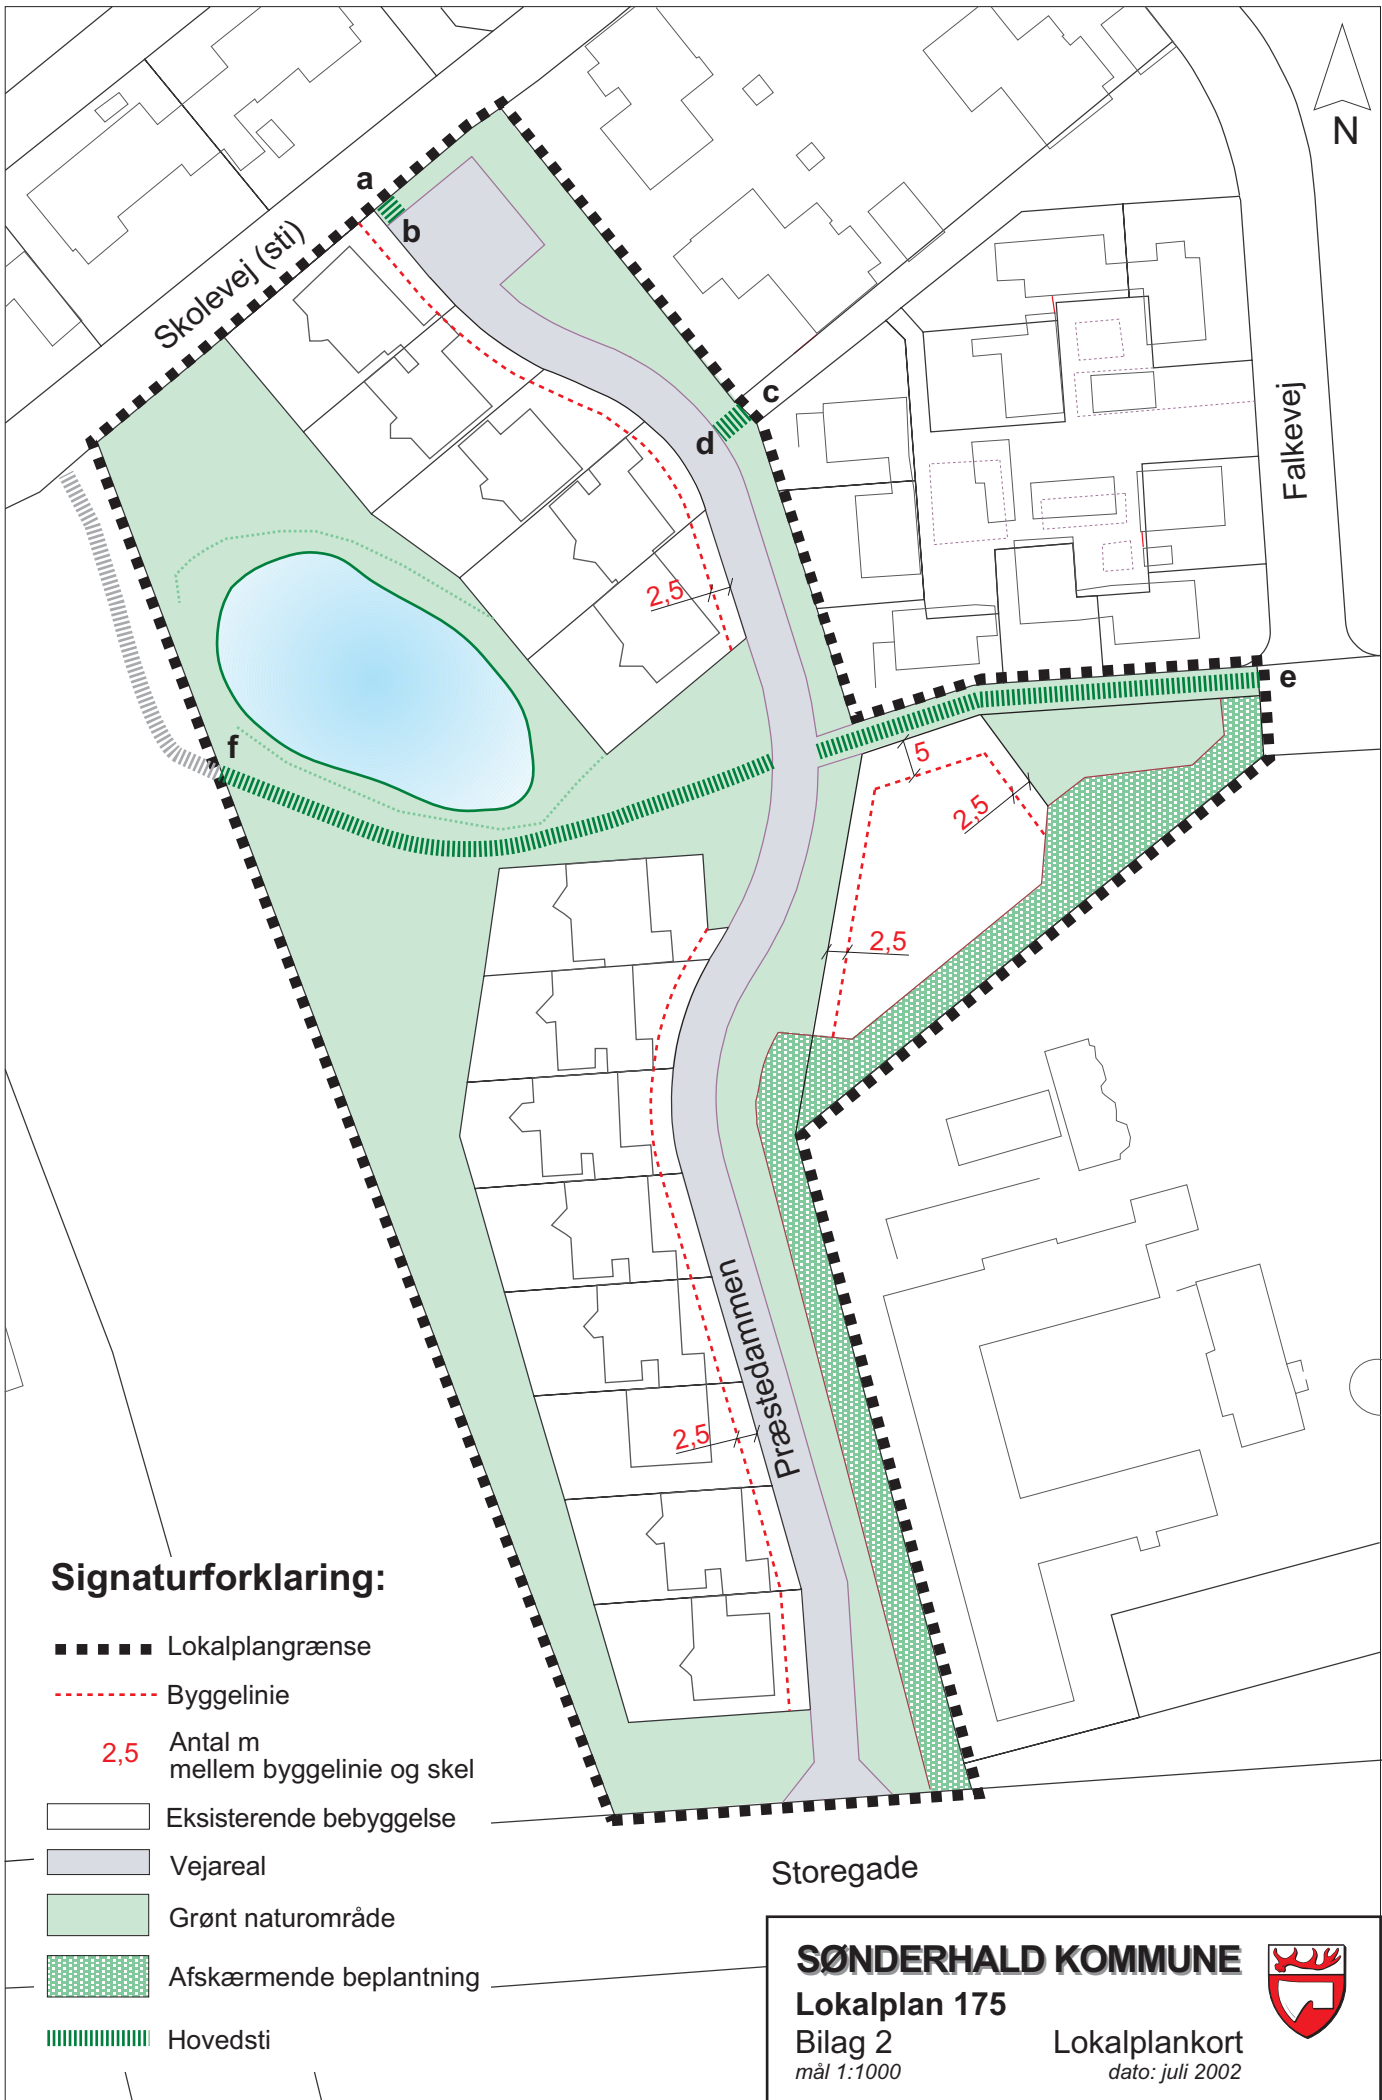 N
a
b
Skolevej (sti)
c
d
Falkevej
2,5
e
f
5
2,5
2,5
Præstedammen
2,5
Signaturforklaring:
Lokalplangrænse
Byggelinie
2,5 Antal m
mellem byggelinie og skel
Eksisterende bebyggelse
Vejareal
Grønt naturområde
Afskærmende beplantning
Hovedsti
Storegade
SØNDERHALD KOMMUNE
Lokalplan 175
Bilag 2 Lokalplankort
mål 1:1000 dato: juli 2002